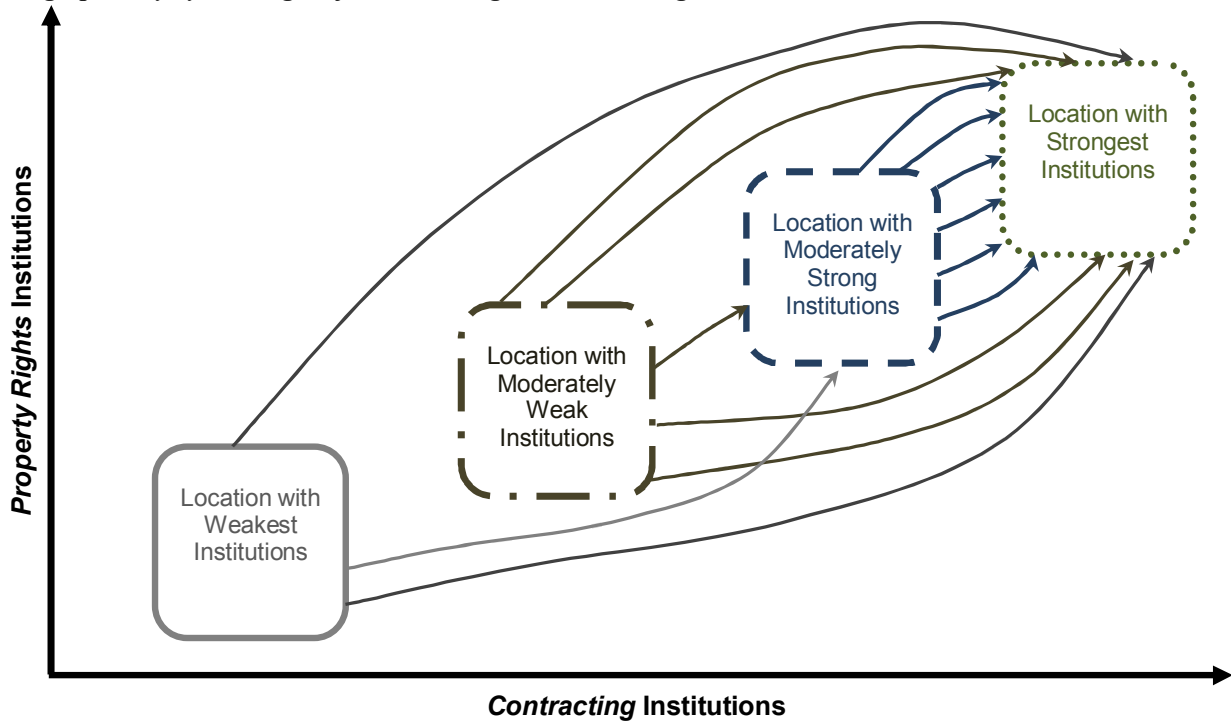 Location with
Strongest
Institutions
Location with
Moderately
Strong
Institutions
Location with
Moderately
Weak
Institutions
Location with
Weakest
Institutions
Property Rights Institutions
Contracting Institutions